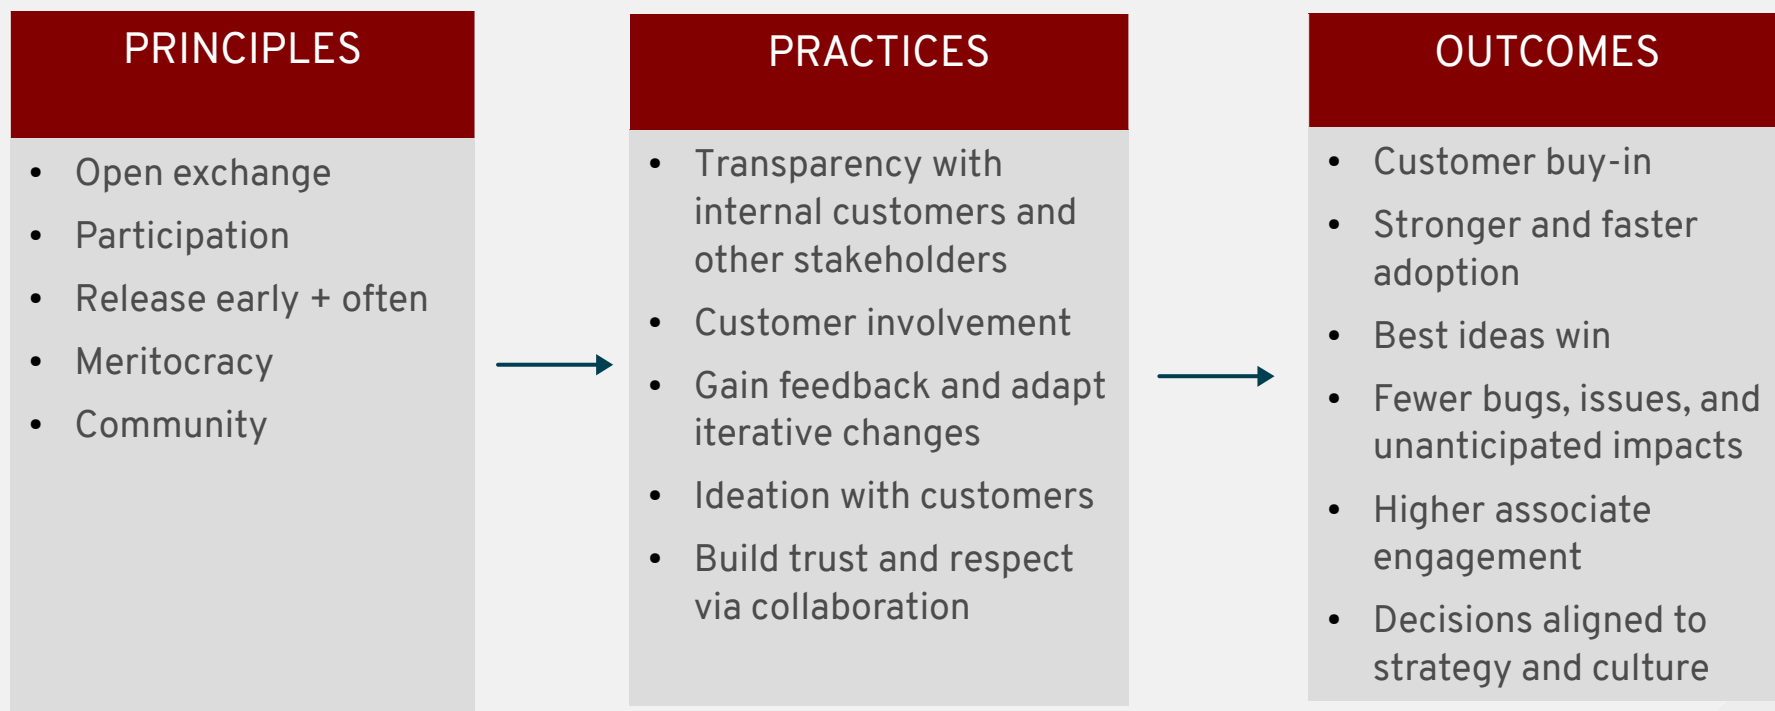 PRINCIPLES
• Open exchange
• Participation
• Release early + often
• Meritocracy
• Community
PRACTICES
• Transparency with
internal customers and
other stakeholders
• Customer involvement
• Gain feedback and adapt
iterative changes
• Ideation with customers
• Build trust and respect
via collaboration
OUTCOMES
• Customer buy-in
• Stronger and faster
adoption
• Best ideas win
• Fewer bugs, issues, and
unanticipated impacts
• Higher associate
engagement
• Decisions aligned to
strategy and culture